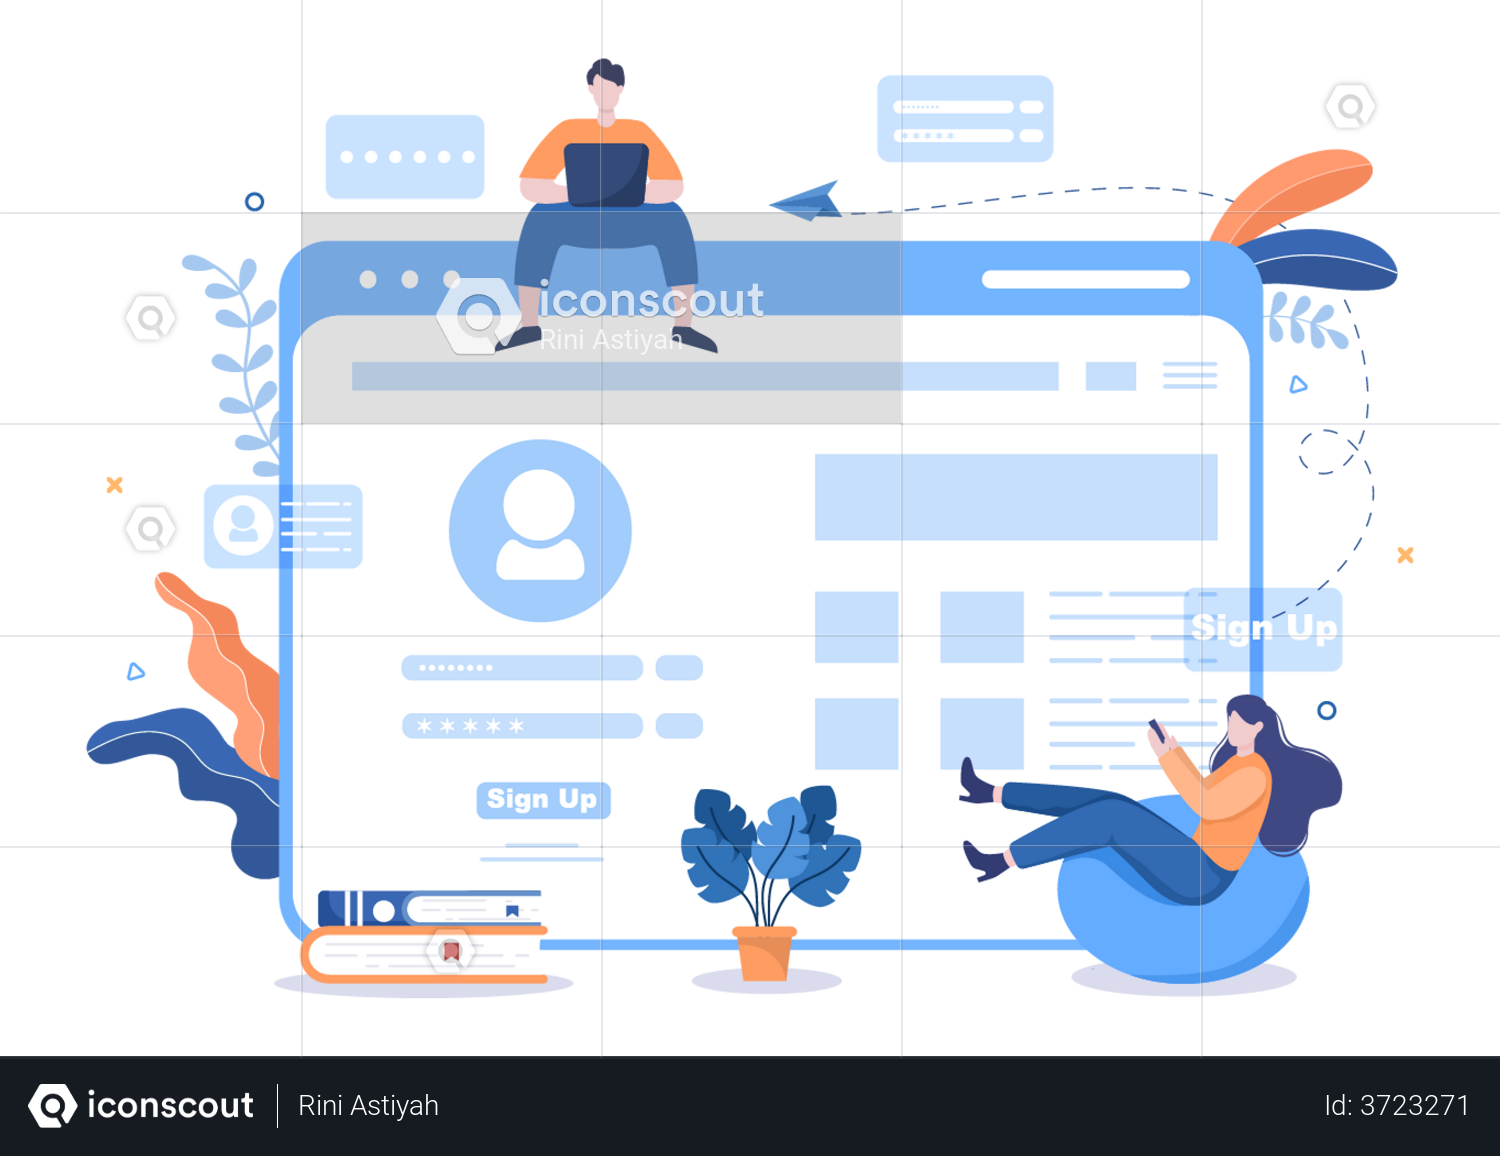 iconscout
Rini Astiyah
Sign Up
✶✶✶✶✶
Sign Up
iconscout
Rini Astiyah
Id: 3723271